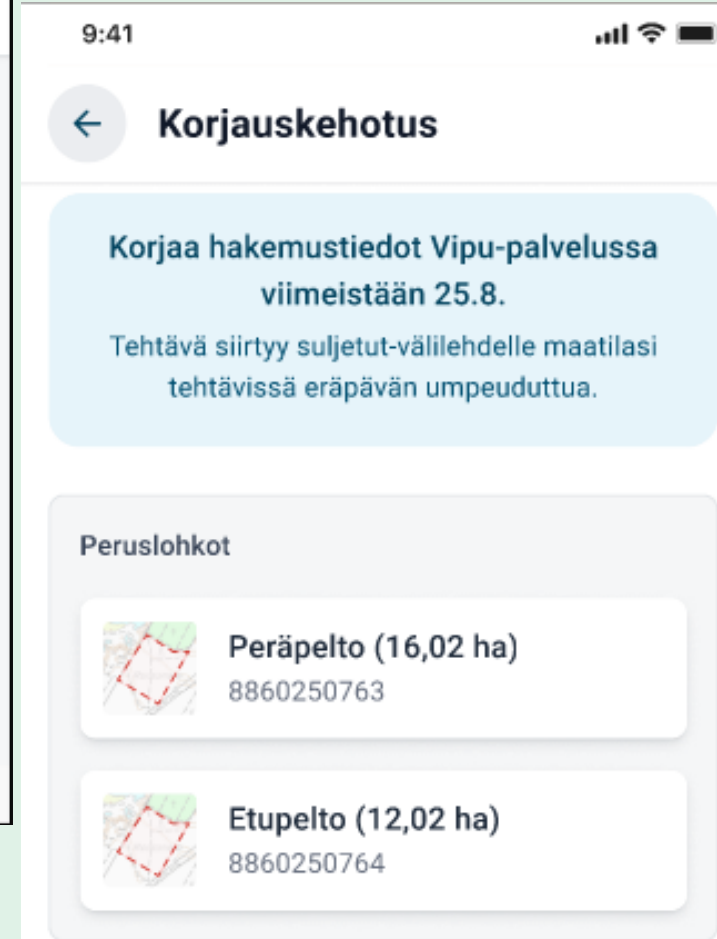 9:41
Korjauskehotus
Korjaa hakemustiedot Vipu-palvelussa
viimeistään 25.8.
Tehtävä siirtyy suljetut-välilehdelle maatilasi
tehtävissä eräpävän umpeuduttua.
Peruslohkot
Peräpelto (16,02 ha)
8860250763
Etupelto (12,02 ha)
8860250764